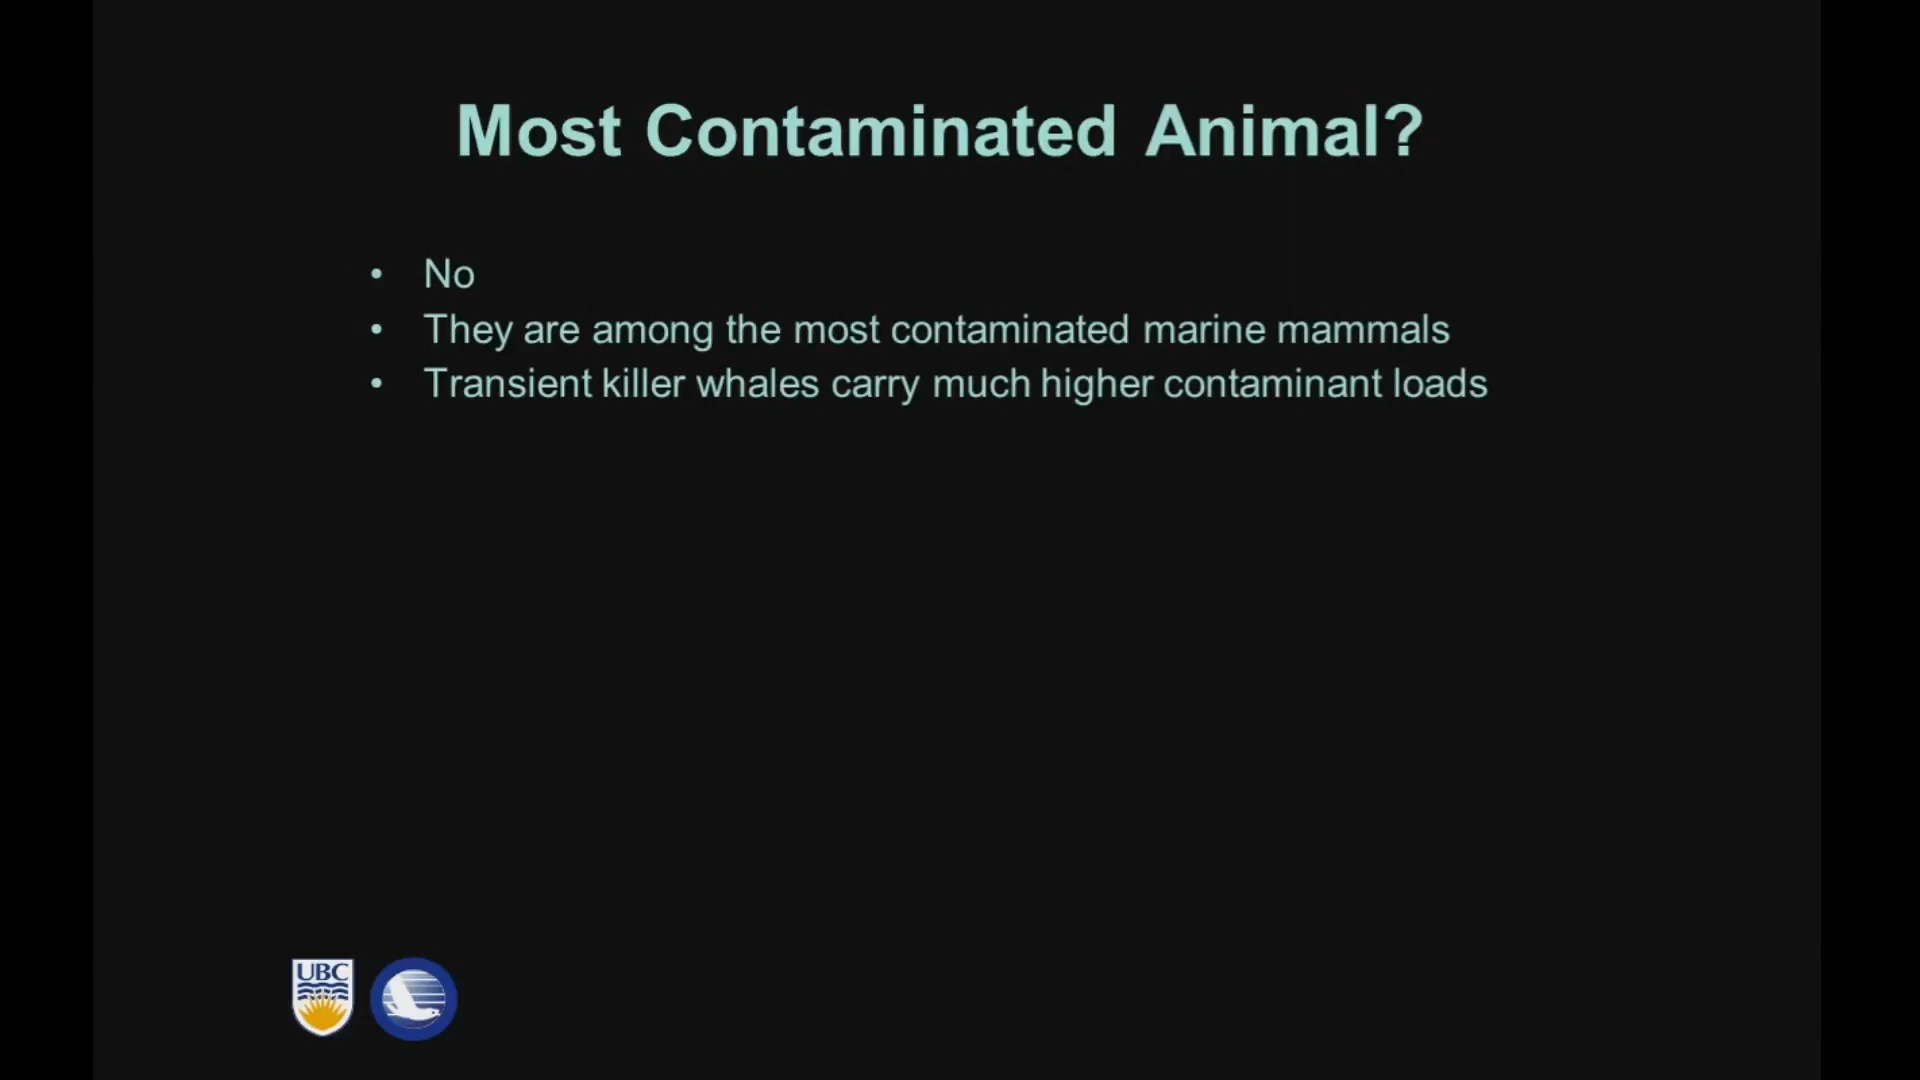 Most Contaminated Animal?
• No
• They are among the most contaminated marine mammals
• Transient killer whales carry much higher contaminant loads
UBC